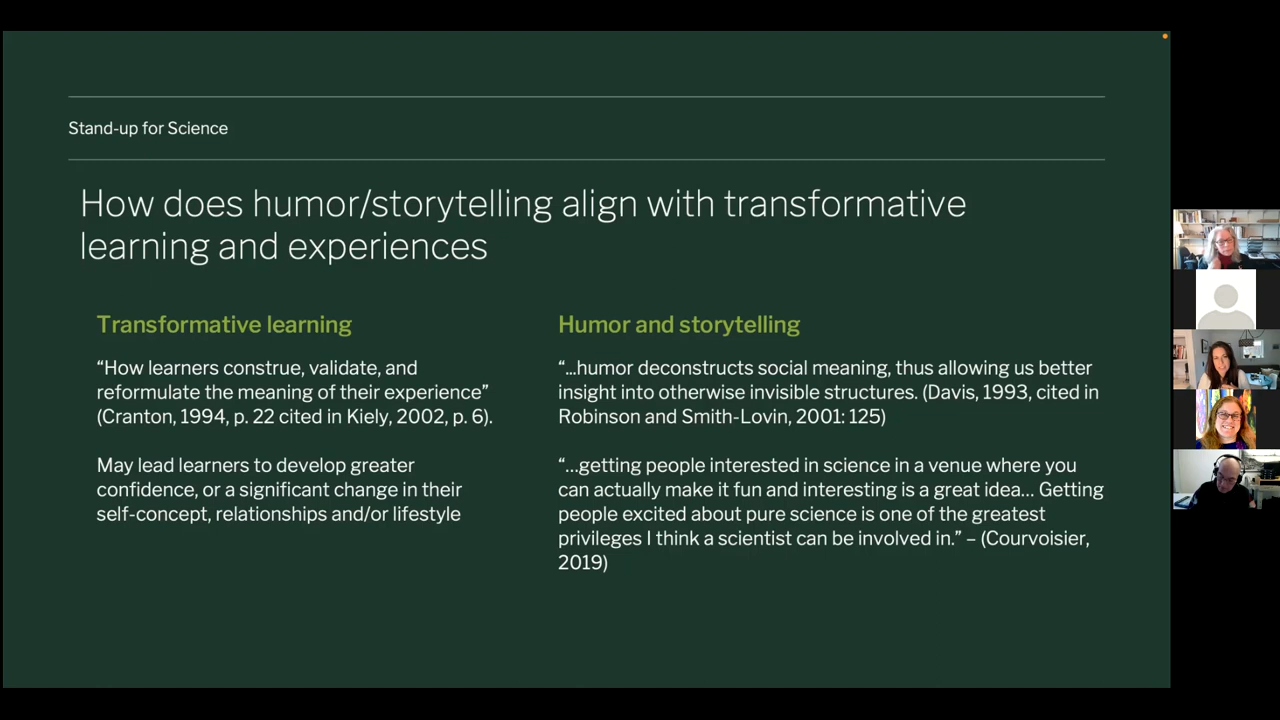 Stand-up for Science
How does humor/storytelling align with transformative
learning and experiences
Transformative learning
“How learners construe, validate, and
reformulate the meaning of their experience”
(Cranton, 1994, p. 22 cited in Kiely, 2002, p. 6).
May lead learners to develop greater
confidence, or a significant change in their
self-concept, relationships and/or lifestyle
Humor and storytelling
“...humor deconstructs social meaning, thus allowing us better
insight into otherwise invisible structures. (Davis, 1993, cited in
Robinson and Smith-Lovin, 2001: 125)
“…getting people interested in science in a venue where you
can actually make it fun and interesting is a great idea… Getting
people excited about pure science is one of the greatest
privileges I think a scientist can be involved in.” – (Courvoisier,
2019)